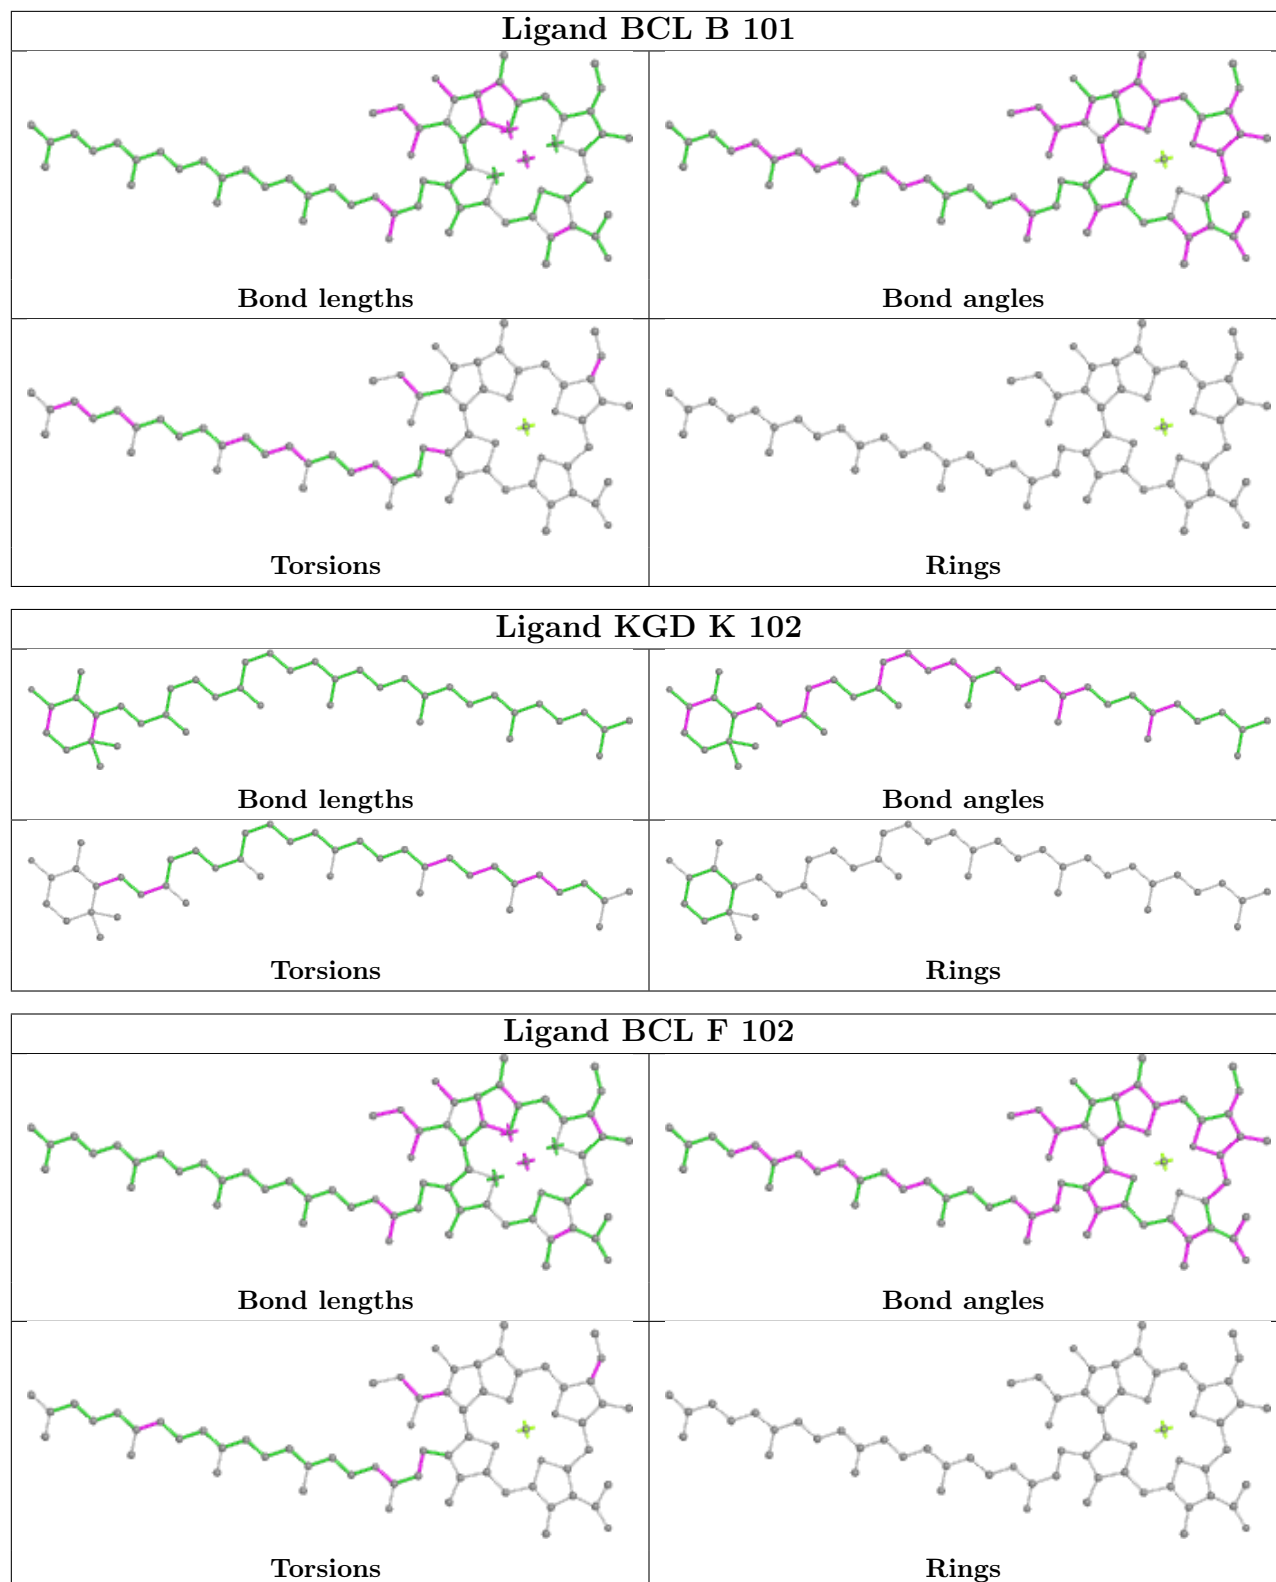 Ligand BCL B 101
Bond lengths
Bond angles
Torsions
Rings
Ligand KGD K 102
Bond lengths
Bond angles
Torsions
Rings
Ligand BCL F 102
Bond lengths
Bond angles
Torsions
Rings